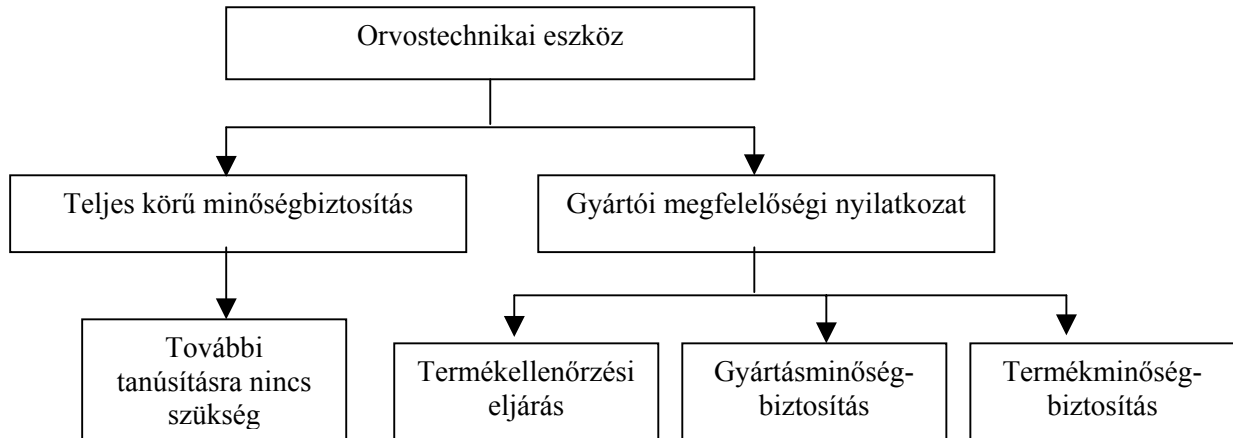 Orvostechnikai eszköz
Teljes körű minőségbiztosítás
Gyártói megfelelőségi nyilatkozat
További
tanúsításra nincs
szükség
Termékellenőrzési
eljárás
Gyártásminőség-
biztosítás
Termékminőség-
biztosítás